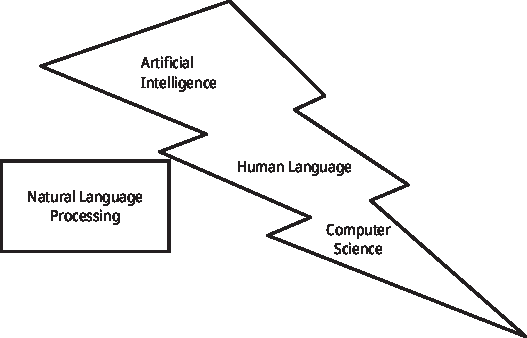 Artificial
Intelligence
Human Language
Natural Language
Processing
Computer
Science